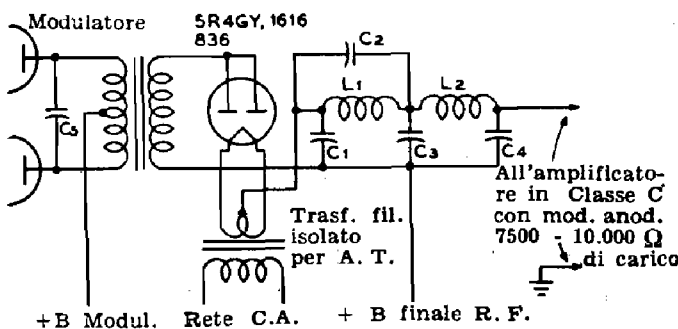 Modulatore
5R4GY, 1616
836
C2
L1
L2
C5
C1
C3
C4
All'amplificato-
re in Classe C
con mod. anod.
7500 - 10.000 Ω
di carico
Trasf. fil.
isolato
per A. T.
+B Modul.
Rete C.A.
+ B finale R. F.